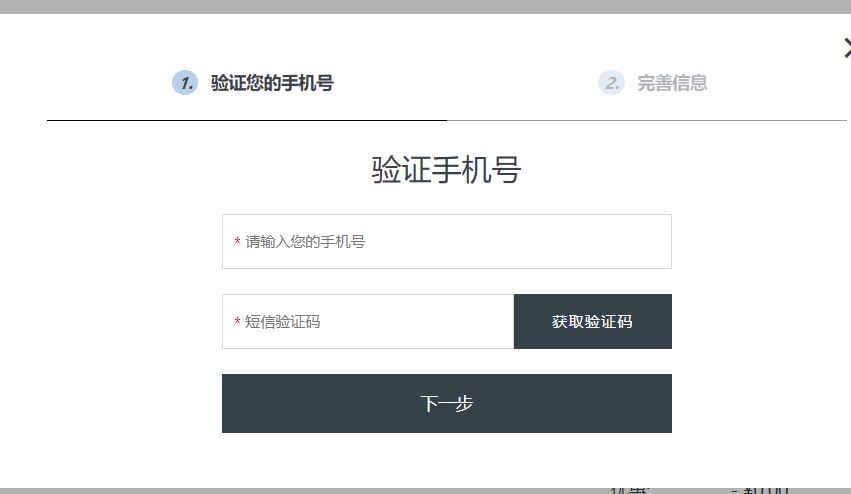 1. 验证您的手机号
2. 完善信息
验证手机号
* 请输入您的手机号
* 短信验证码
获取验证码
下一步